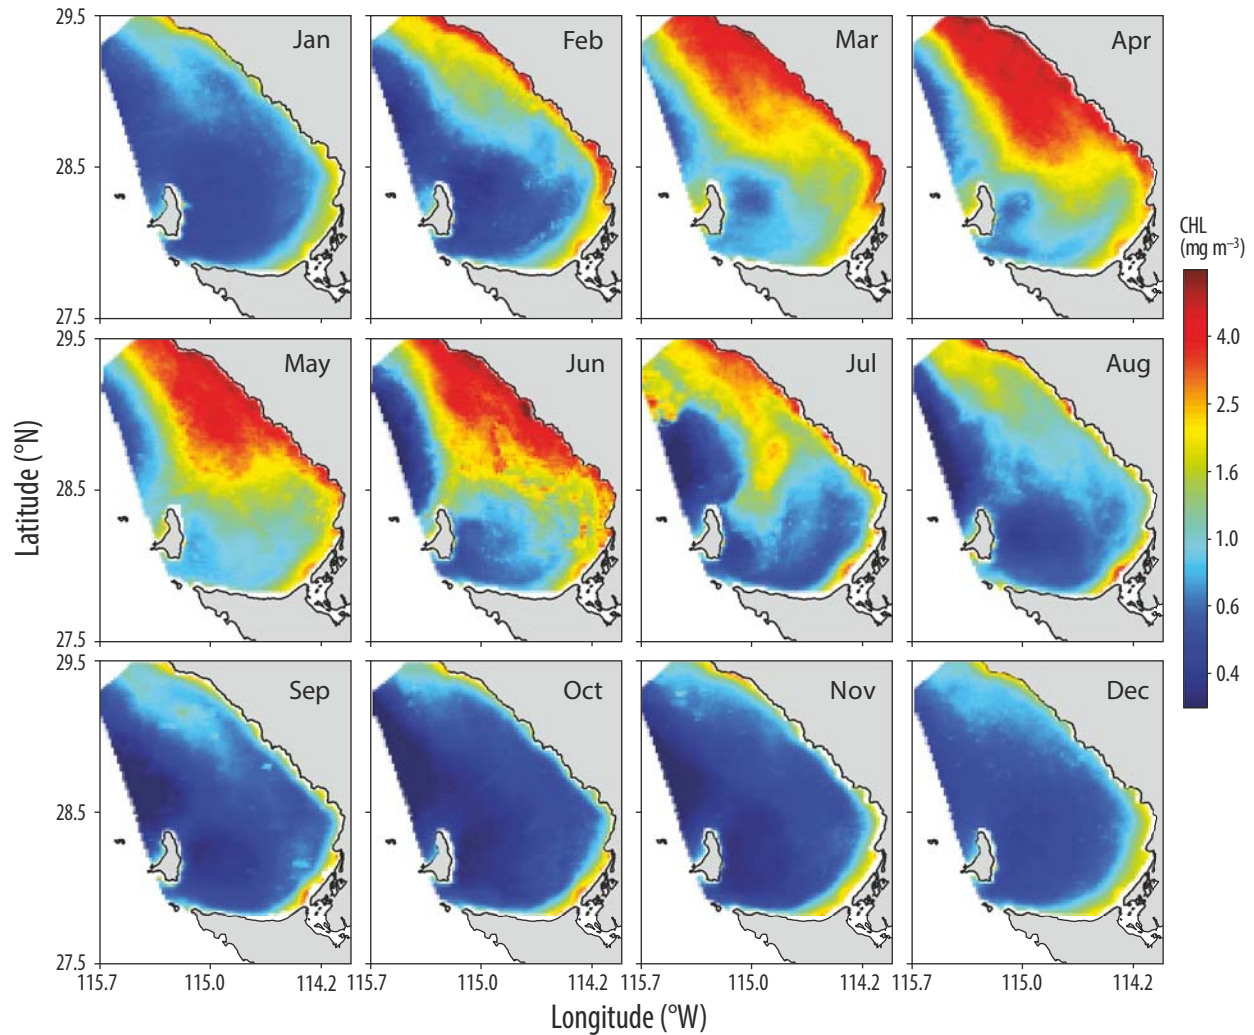 29.5
Jan
Feb
Mar
Apr
28.5
27.5
CHL
(mg m–3)
4.0
2.5
1.6
1.0
0.6
0.4
29.5
May
Jun
Jul
Aug
28.5
27.5
Latitude (°N)
29.5
Sep
Oct
Nov
Dec
28.5
27.5
115.7 115.0 114.2 115.7 115.0 114.2 115.7 115.0 114.2 115.7 115.0 114.2
Longitude (°W)